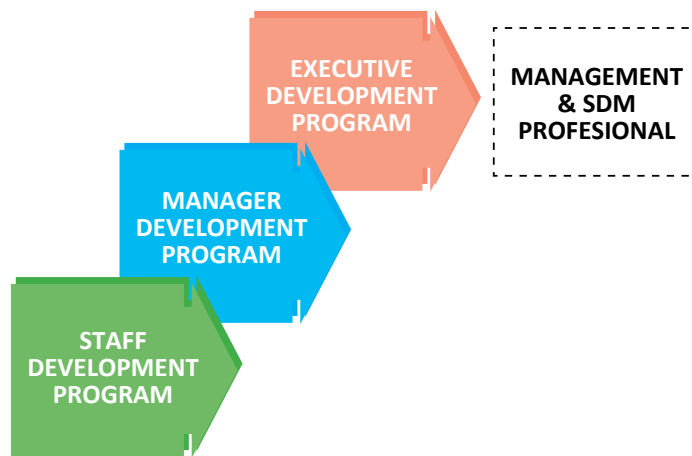 EXECUTIVE
DEVELOPMENT
PROGRAM
MANAGEMENT
& SDM
PROFESIONAL
MANAGER
DEVELOPMENT
PROGRAM
STAFF
DEVELOPMENT
PROGRAM